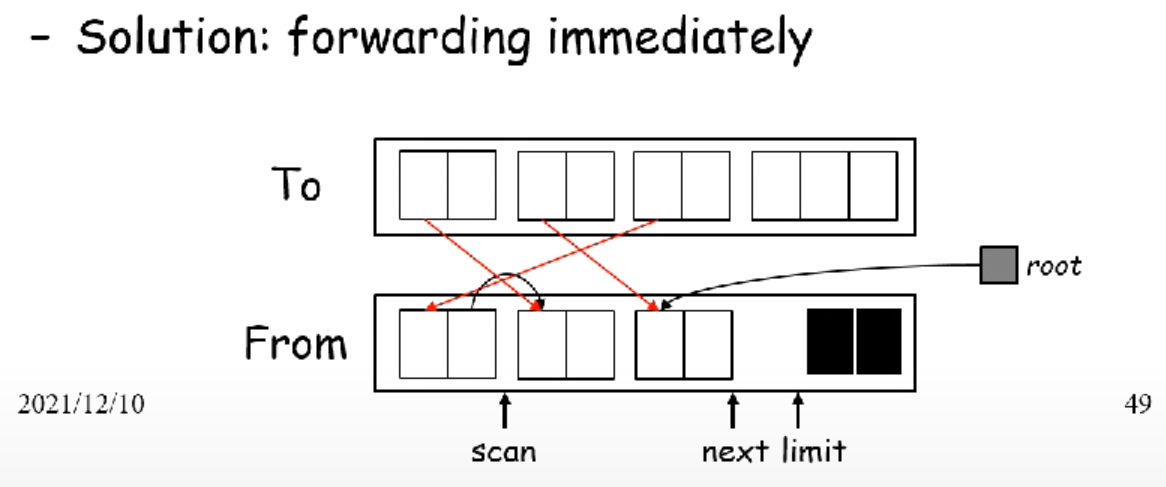 - Solution: forwarding immediately
To
root
From
2021/12/10
49
scan
next limit